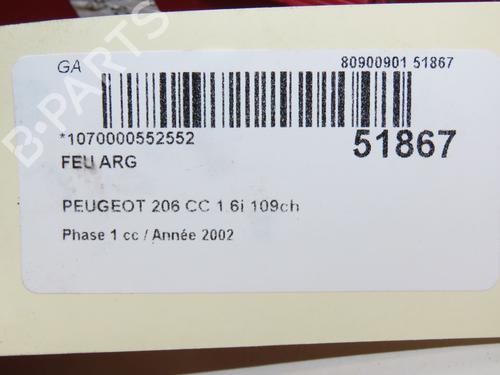 GA 80900901 51867
*1070000552552 51867
FEU ARG
PEUGEOT 206 CC 1.6i 109ch
Phase 1 cc / Année 2002
B-PARTS